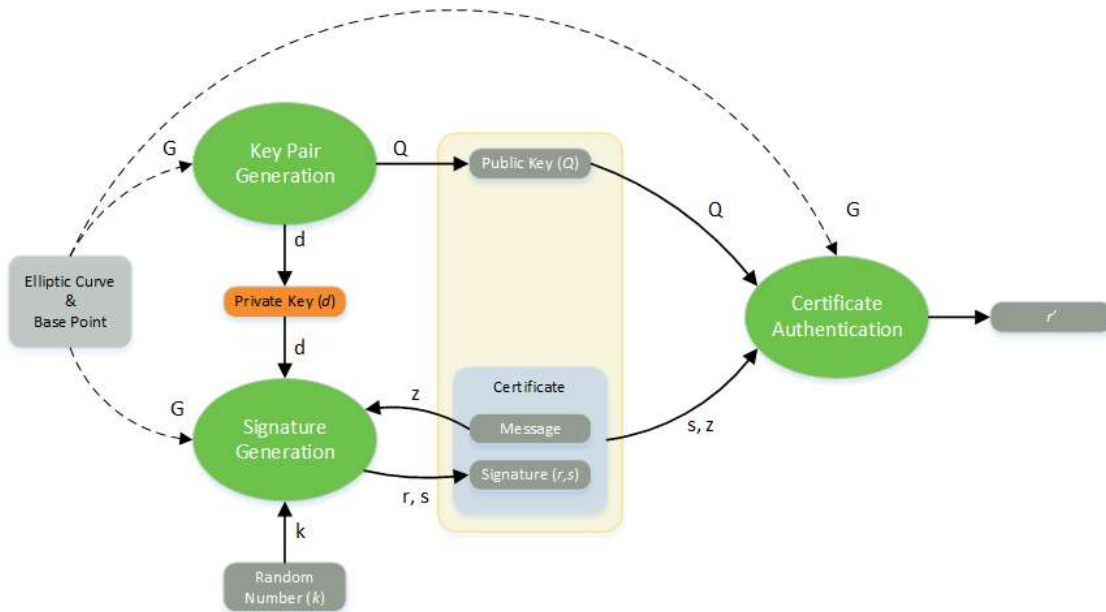 G
Key Pair
Generation
Q
Public Key (Q)
Q
G
d
Elliptic Curve
&
Base Point
Private Key (d)
Certificate
Authentication
r'
d
Certificate
z
Message
s, z
G
Signature
Generation
Signature (r,s)
r, s
k
Random
Number (k)